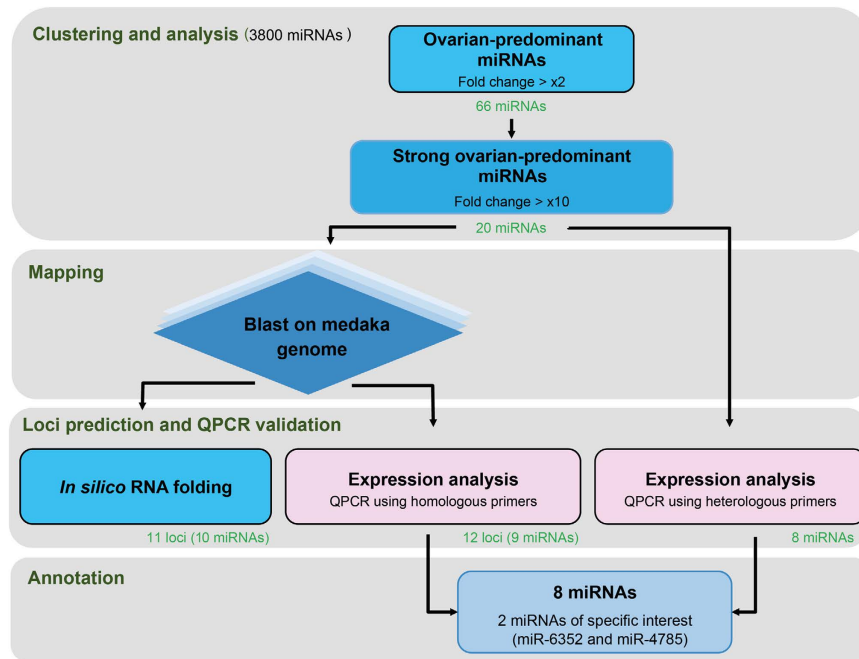 Clustering and analysis (3800 miRNAs )
Ovarian-predominant
miRNAs
Fold change > x2
66 miRNAs
Strong ovarian-predominant
miRNAs
Fold change > x10
20 miRNAs
Mapping
Blast on medaka
genome
Loci prediction and QPCR validation
In silico RNA folding
11 loci (10 miRNAs)
Expression analysis
QPCR using homologous primers
12 loci (9 miRNAs)
Expression analysis
QPCR using heterologous primers
8 miRNAs
Annotation
8 miRNAs
2 miRNAs of specific interest
(miR-6352 and miR-4785)